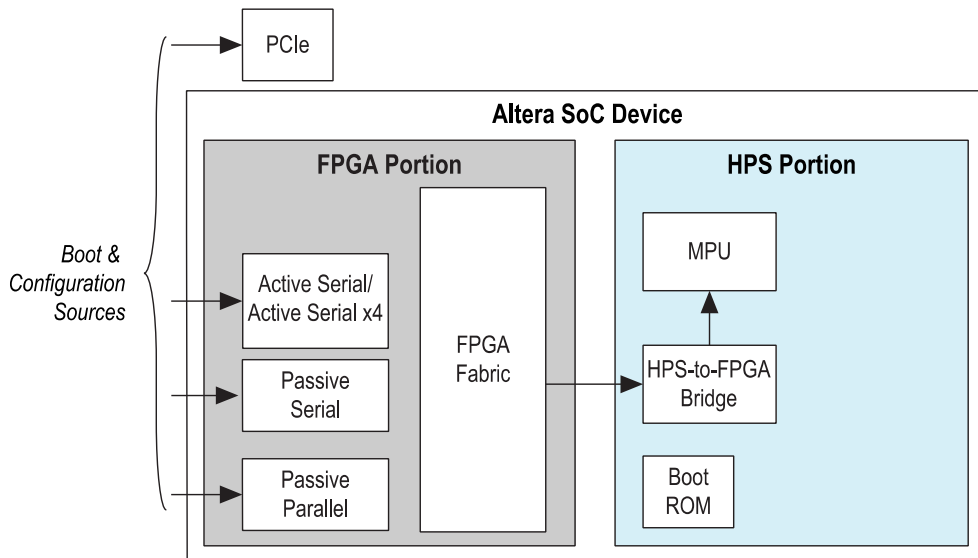 PCIe
Altera SoC Device
FPGA Portion
HPS Portion
Boot &
Configuration
Sources
Active Serial/
Active Serial x4
Passive
Serial
Passive
Parallel
FPGA
Fabric
MPU
HPS-to-FPGA
Bridge
Boot
ROM